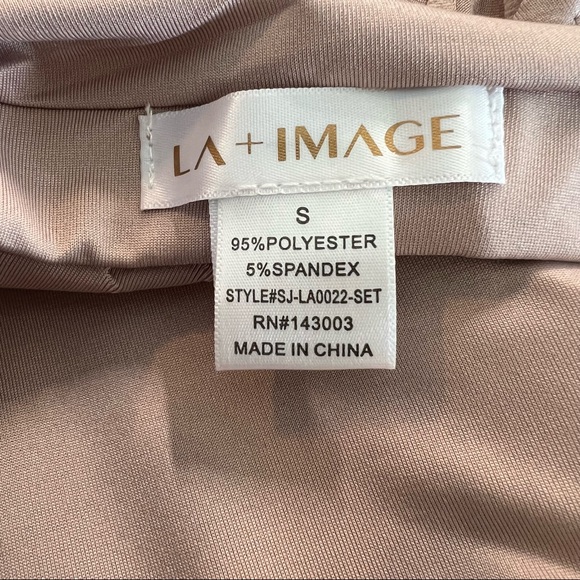 LA + IMAGE
S
95%POLYESTER
5%SPANDEX
STYLE#SJ-LA0022-SET
RN#143003
MADE IN CHINA